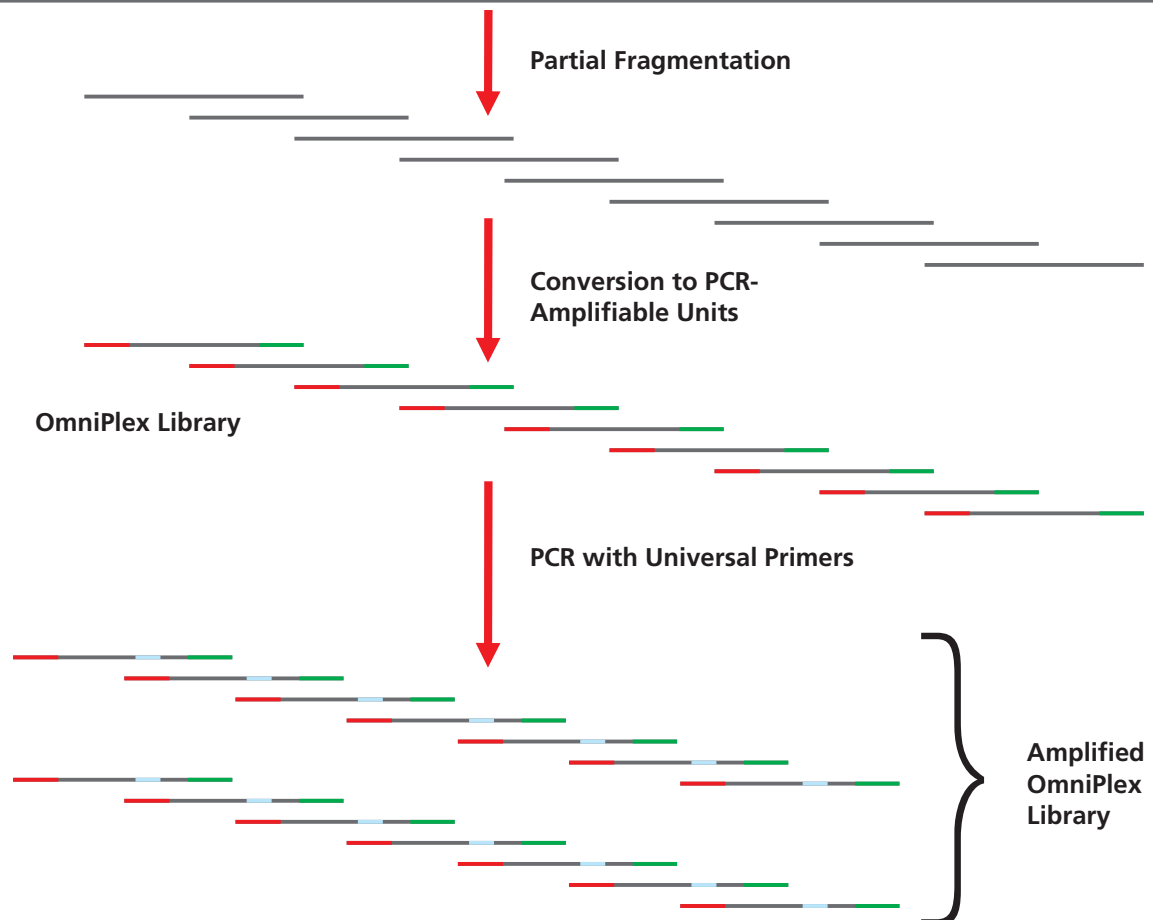 Partial Fragmentation
Conversion to PCR-
Amplifiable Units
OmniPlex Library
PCR with Universal Primers
Amplified
OmniPlex
Library